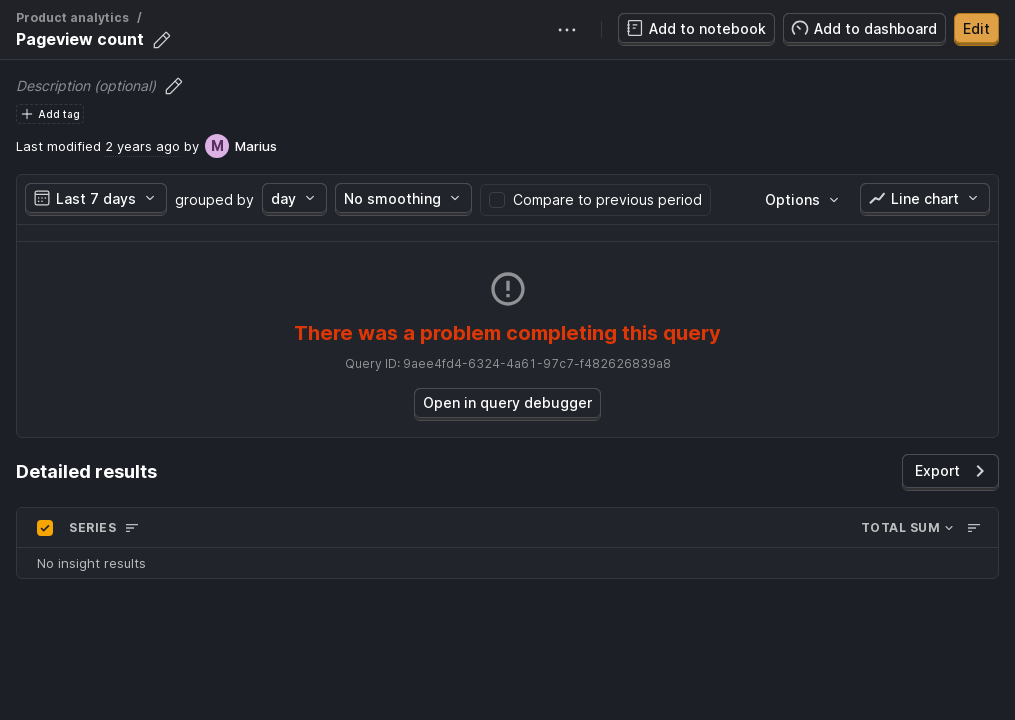 Product analytics /
Pageview count
Add to notebook
Add to dashboard
Edit
Description (optional)
Add tag
Last modified 2 years ago by M Marius
Last 7 days grouped by day No smoothing Compare to previous period Options Line chart
There was a problem completing this query
Query ID: 9aee4fd4-6324-4a61-97c7-f482626839a8
Open in query debugger
Detailed results
Export
SERIES TOTAL SUM
No insight results